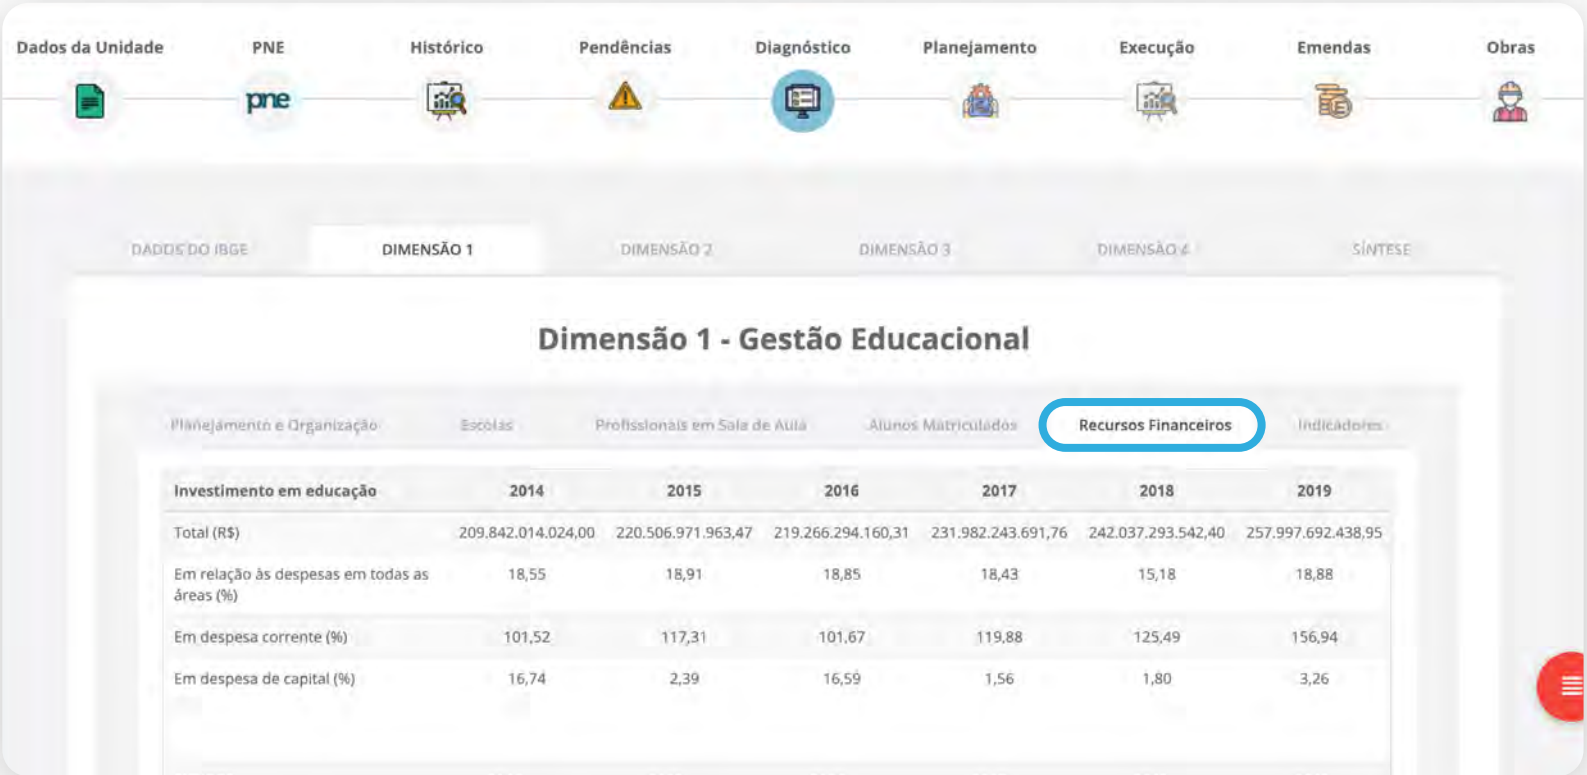 Dados da Unidade PNE Histórico Pendências Diagnóstico Planejamento Execução Emendas Obras
pne
DADOS DO IBGE DIMENSÃO 1 DIMENSÃO 2 DIMENSÃO 3 DIMENSÃO 4 SÍNTESE
Dimensão 1 - Gestão Educacional
Planejamento e Organização Escolas Profissionais em Sala de Aula Alunos Matriculados Recursos Financeiros Indicadores
Investimento em educação 2014 2015 2016 2017 2018 2019
Total (R$) 209.842.014.024,00 220.506.971.963,47 219.266.294.160,31 231.982.243.691,76 242.037.293.542,40 257.997.692.438,95
Em relação às despesas em todas as 18,55 18,91 18,85 18,43 15,18 18,88
áreas (%)
Em despesa corrente (%) 101,52 117,31 101,67 119,88 125,49 156,94
Em despesa de capital (%) 16,74 2,39 16,59 1,56 1,80 3,26